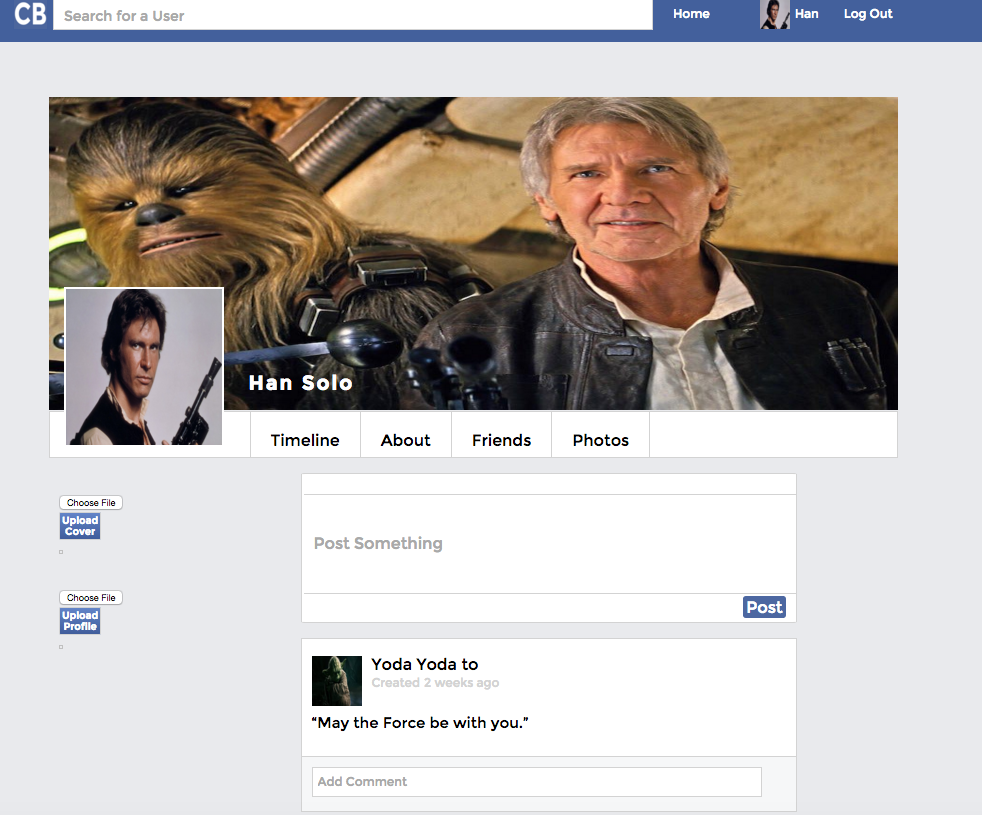 CB
Search for a User
Home
Han
Log Out
Han Solo
Timeline
About
Friends
Photos
Choose File
Upload
Cover
Choose File
Upload
Profile
Post Something
Post
Yoda Yoda to
Created 2 weeks ago
“May the Force be with you.”
Add Comment